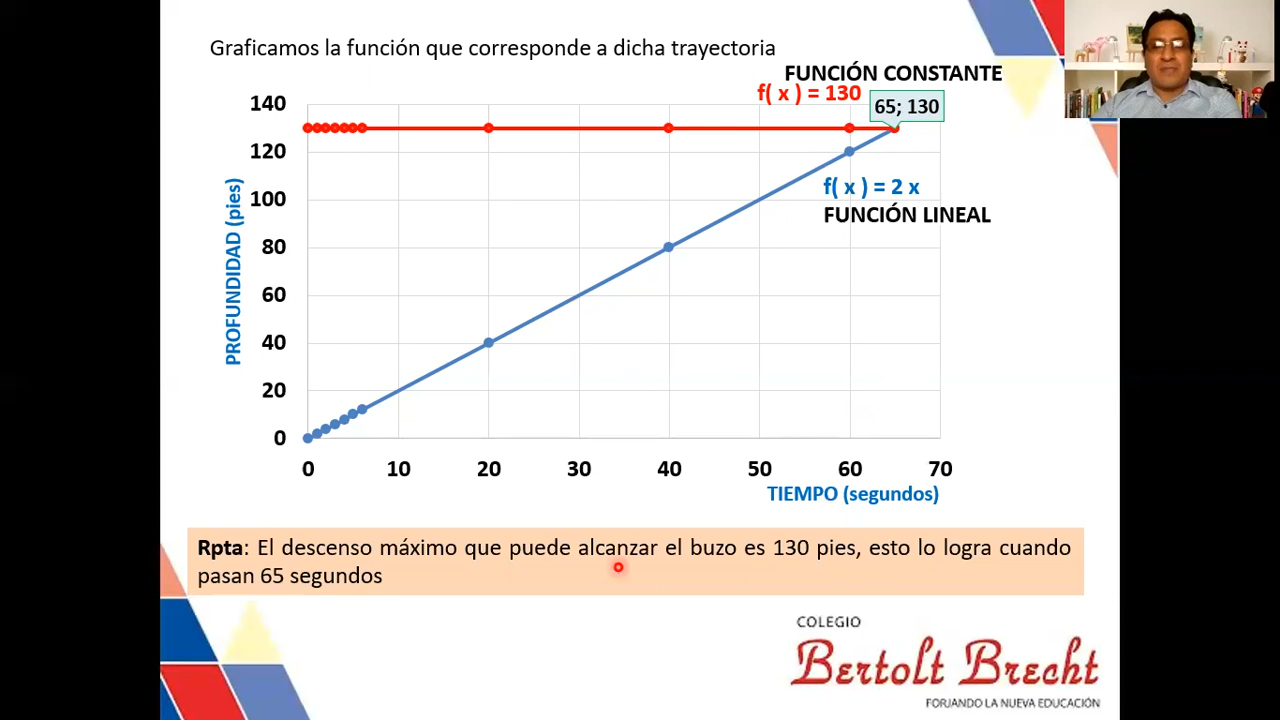 Graficamos la función que corresponde a dicha trayectoria
FUNCIÓN CONSTANTE
f( x ) = 130
65; 130
140
120
100
80
60
40
20
0
PROFUNDIDAD (pies)
f( x ) = 2 x
FUNCIÓN LINEAL
0 10 20 30 40 50 60 70
TIEMPO (segundos)
Rpta: El descenso máximo que puede alcanzar el buzo es 130 pies, esto lo logra cuando
pasan 65 segundos
COLEGIO
Bertolt Brecht
FORJANDO LA NUEVA EDUCACIÓN